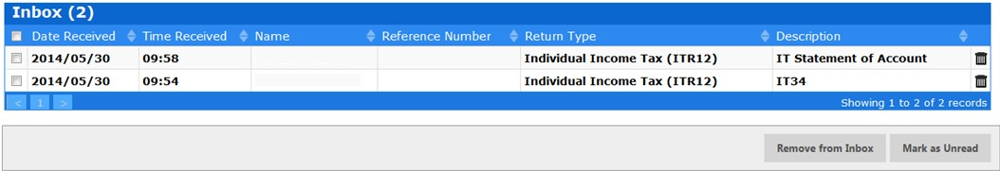 Inbox (2)
Date Received Time Received Name Reference Number Return Type Description
2014/05/30 09:58 Individual Income Tax (ITR12) IT Statement of Account
2014/05/30 09:54 Individual Income Tax (ITR12) IT34
< 1 > Showing 1 to 2 of 2 records
Remove from Inbox Mark as Unread